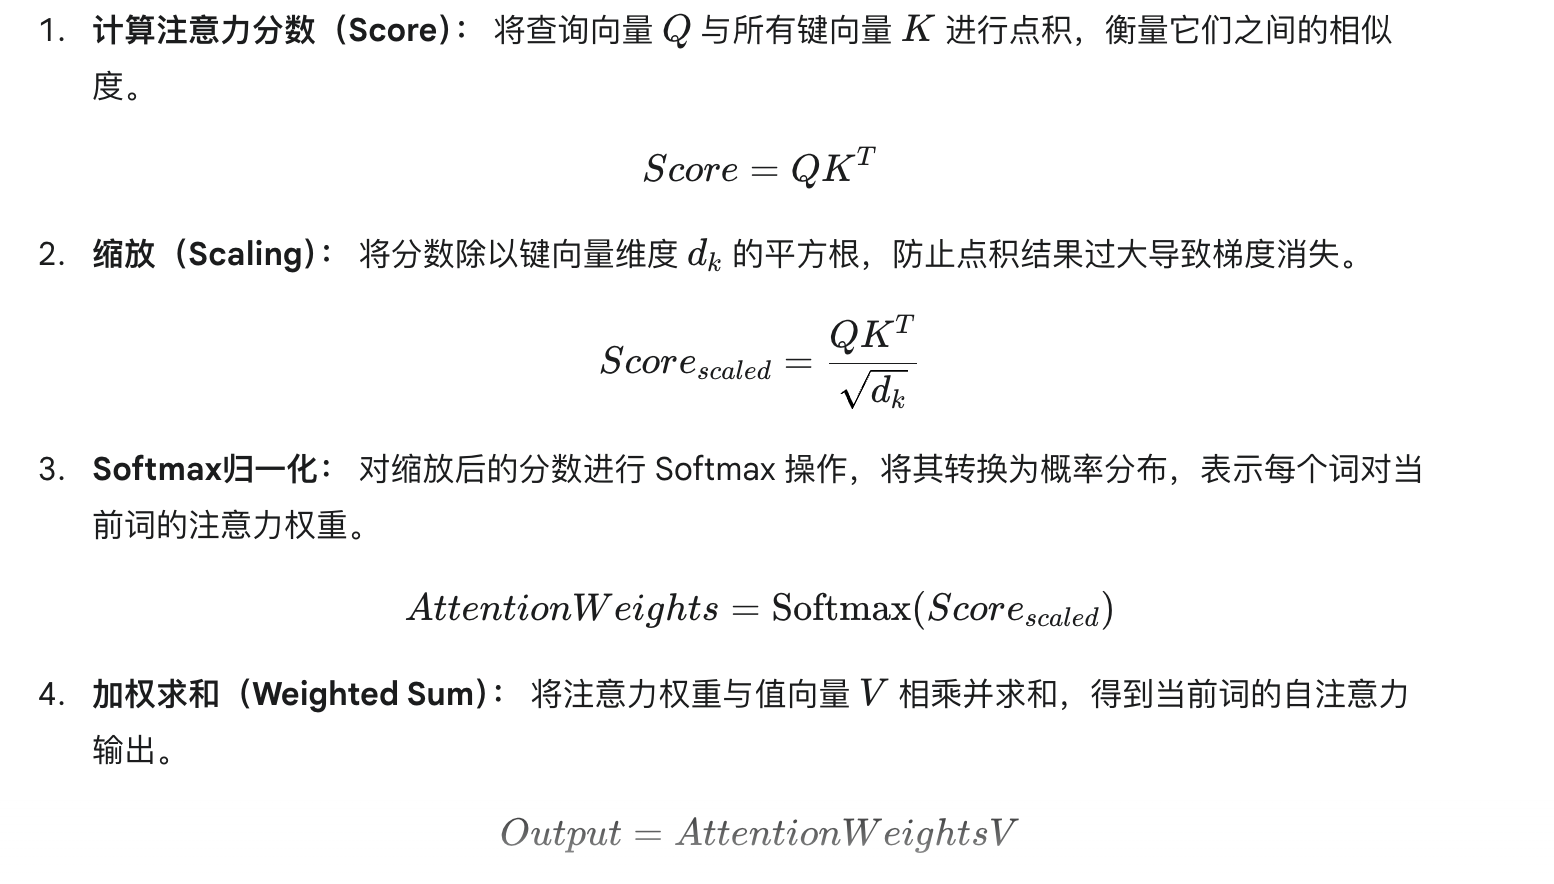 1. 计算注意力分数（Score）： 将查询向量 Q 与所有键向量 K 进行点积，衡量它们之间的相似
度。
Score = QK^T
2. 缩放（Scaling）： 将分数除以键向量维度 d_k 的平方根，防止点积结果过大导致梯度消失。
Score_{scaled} = \frac{QK^T}{\sqrt{d_k}}
3. Softmax归一化： 对缩放后的分数进行 Softmax 操作，将其转换为概率分布，表示每个词对当
前词的注意力权重。
AttentionWeights = Softmax(Score_{scaled})
4. 加权求和（Weighted Sum）： 将注意力权重与值向量 V 相乘并求和，得到当前词的自注意力
输出。
Output = AttentionWeightsV